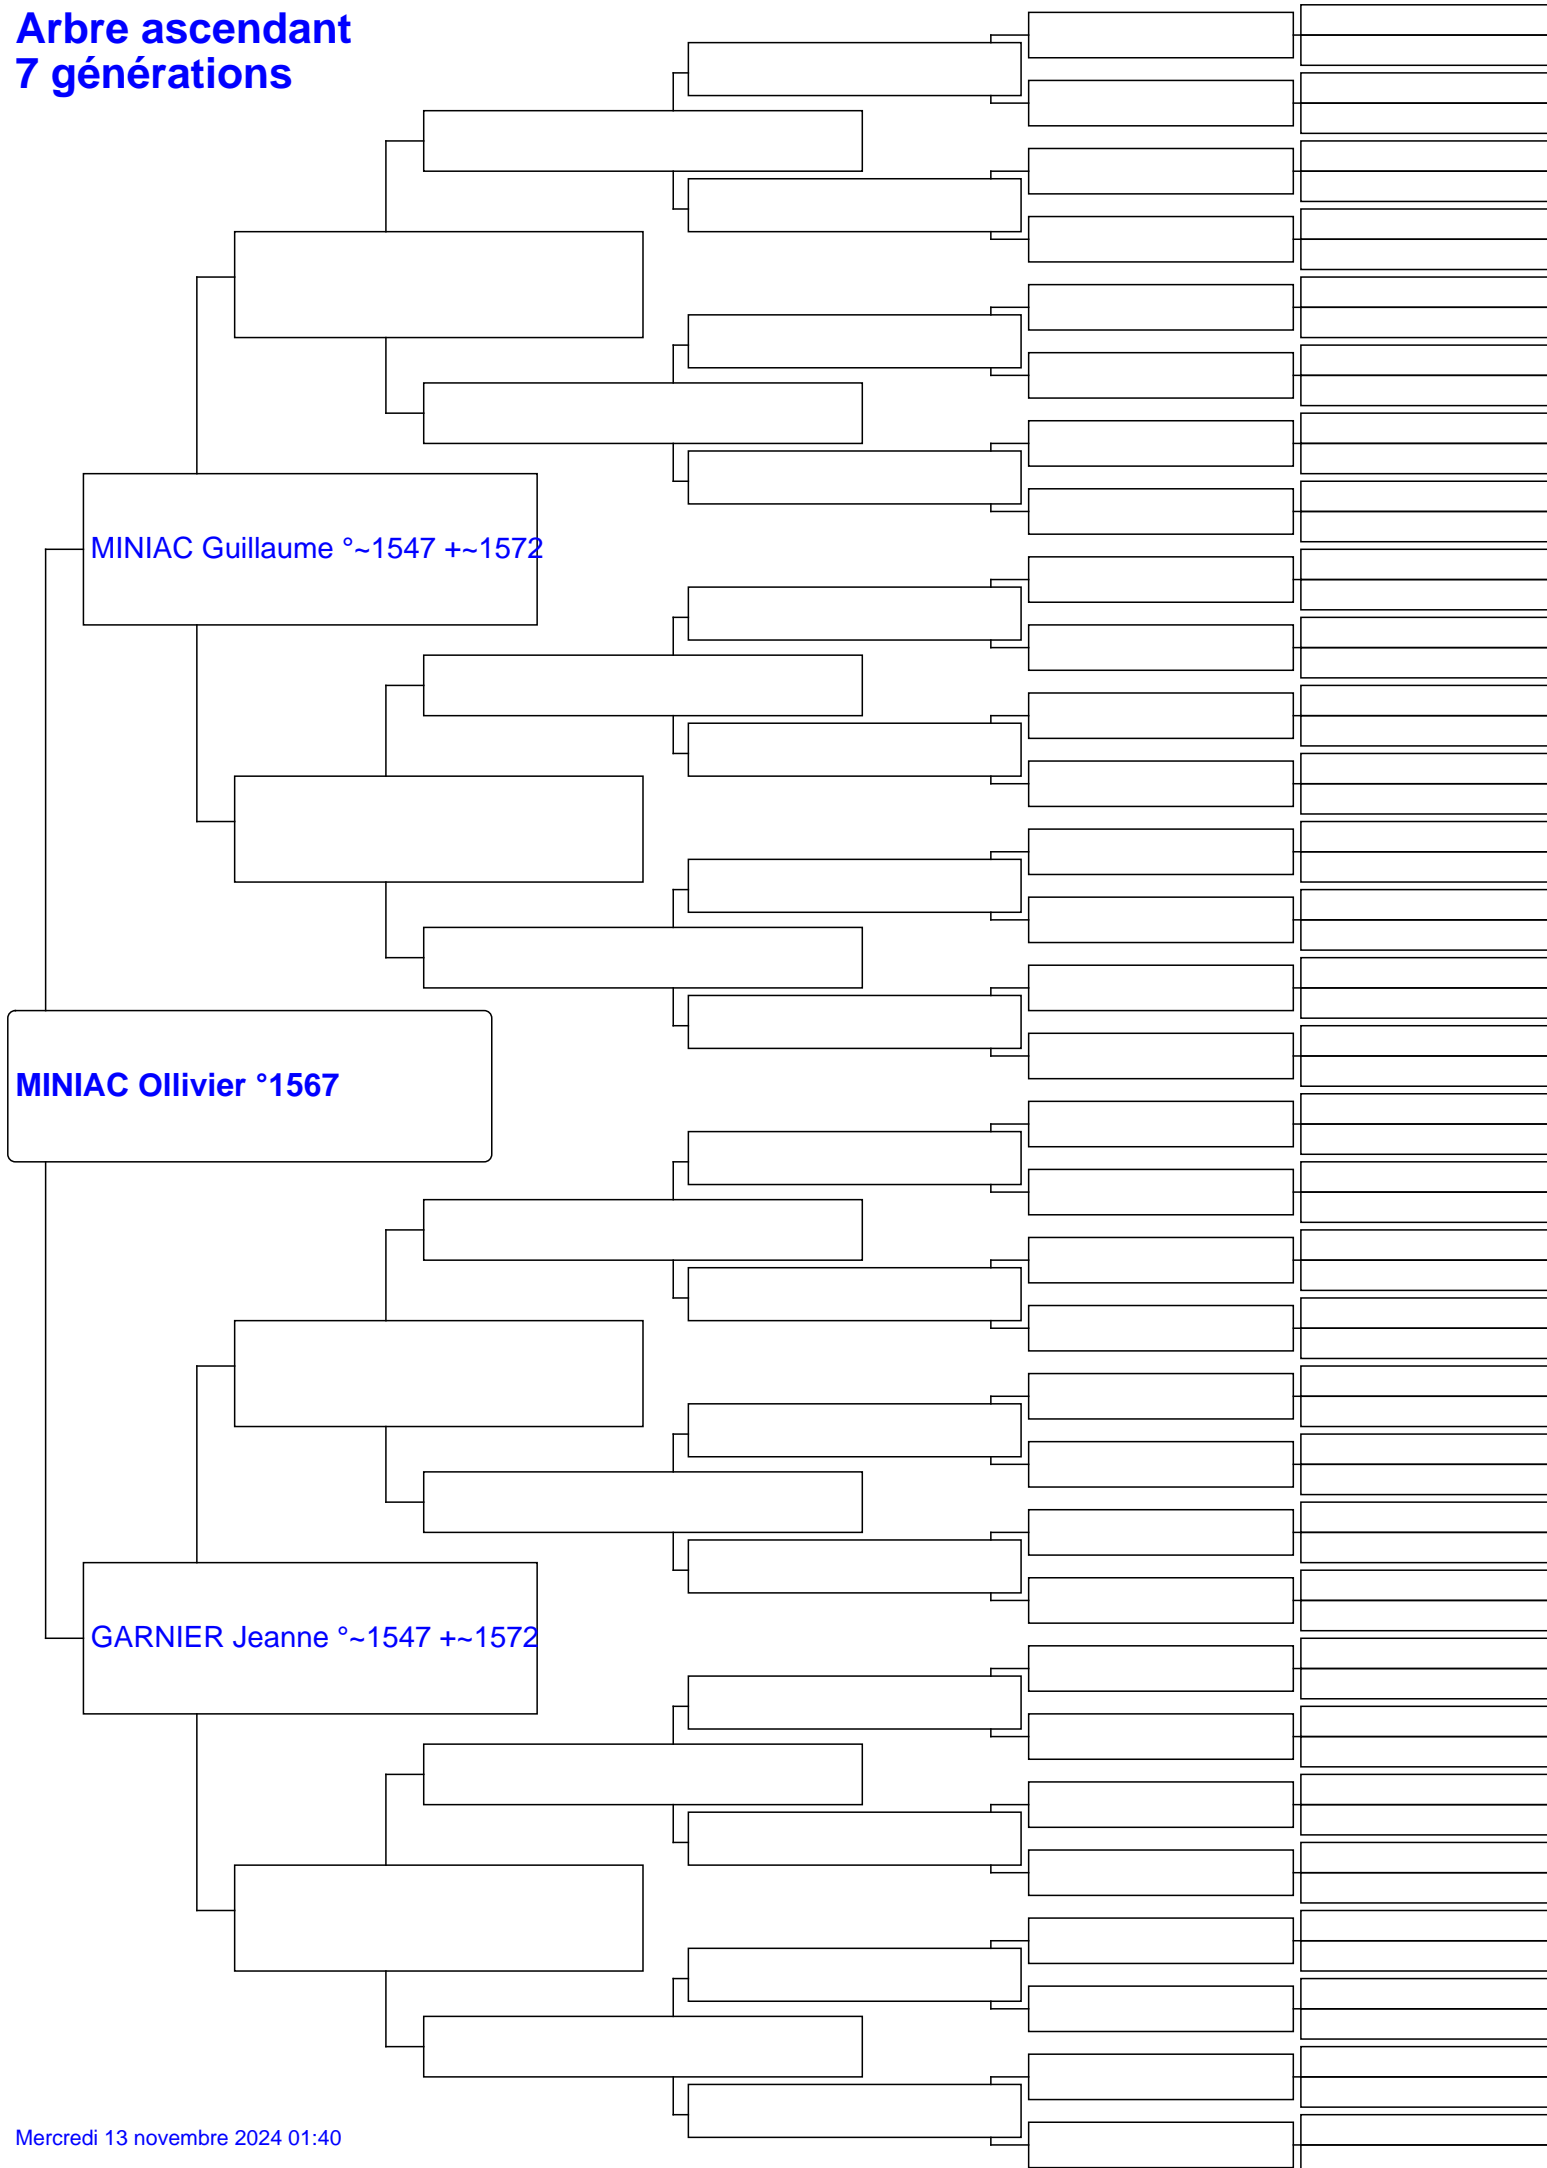 Arbre ascendant
7 générations
MINIAC Guillaume °~1547 +~1572
MINIAC Ollivier °1567
GARNIER Jeanne °~1547 +~1572
Mercredi 13 novembre 2024 01:40